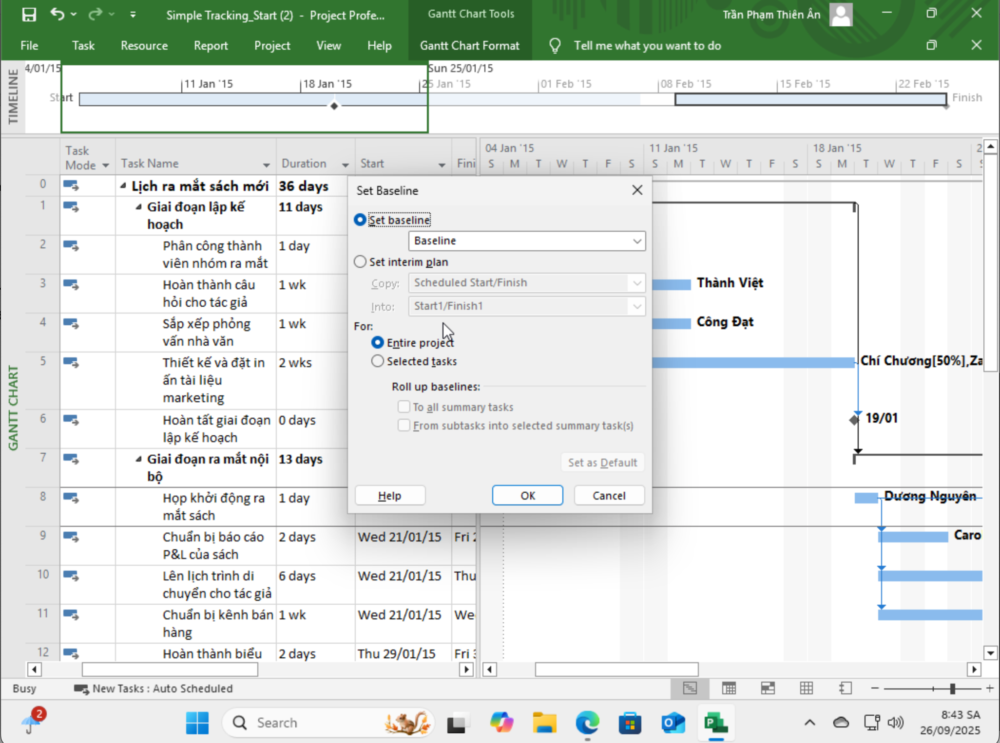 Simple Tracking_Start (2) - Project Profe...
Gantt Chart Tools
Trần Phạm Thiên Ân
File Task Resource Report Project View Help Gantt Chart Format Tell me what you want to do
TIMELINE
4/01/15
Sun 25/01/15
11 Jan '15 18 Jan '15 25 Jan '15 01 Feb '15 08 Feb '15 15 Feb '15 22 Feb '15
Start
Finish
GANTT CHART
Task Mode Task Name Duration Start Fini
04 Jan '15 11 Jan '15 18 Jan '15 2
S M T W T F S S M T W T F S S M T W T F S S
0 Lịch ra mắt sách mới 36 days
1 Giai đoạn lập kế 11 days
hoạch
2 Phân công thành 1 day
viên nhóm ra mắt
3 Hoàn thành câu 1 wk
hỏi cho tác giả
4 Sắp xếp phỏng 1 wk
vấn nhà văn
5 Thiết kế và đặt in 2 wks
ấn tài liệu
marketing
6 Hoàn tất giai đoạn 0 days
lập kế hoạch
7 Giai đoạn ra mắt nội 13 days
bộ
8 Họp khởi động ra 1 day
mắt sách
9 Chuẩn bị báo cáo 2 days Wed 21/01/15 Fri 2
P&L của sách
10 Lên lịch trình di 6 days Wed 21/01/15 Thu
chuyển cho tác giả
11 Chuẩn bị kênh bán 1 wk Wed 21/01/15 We
hàng
12 Hoàn thành biểu 2 days Thu 29/01/15 Fri 3
Set Baseline
Set baseline
Baseline
Set interim plan
Copy: Scheduled Start/Finish
Into: Start1/Finish1
For:
Entire project
Selected tasks
Roll up baselines:
To all summary tasks
From subtasks into selected summary task(s)
Set as Default
Help OK Cancel
Thành Việt
Công Đạt
Chí Chương[50%],Za
19/01
Dương Nguyên
Caro
Busy New Tasks : Auto Scheduled
2
Search
8:43 SA
26/09/2025